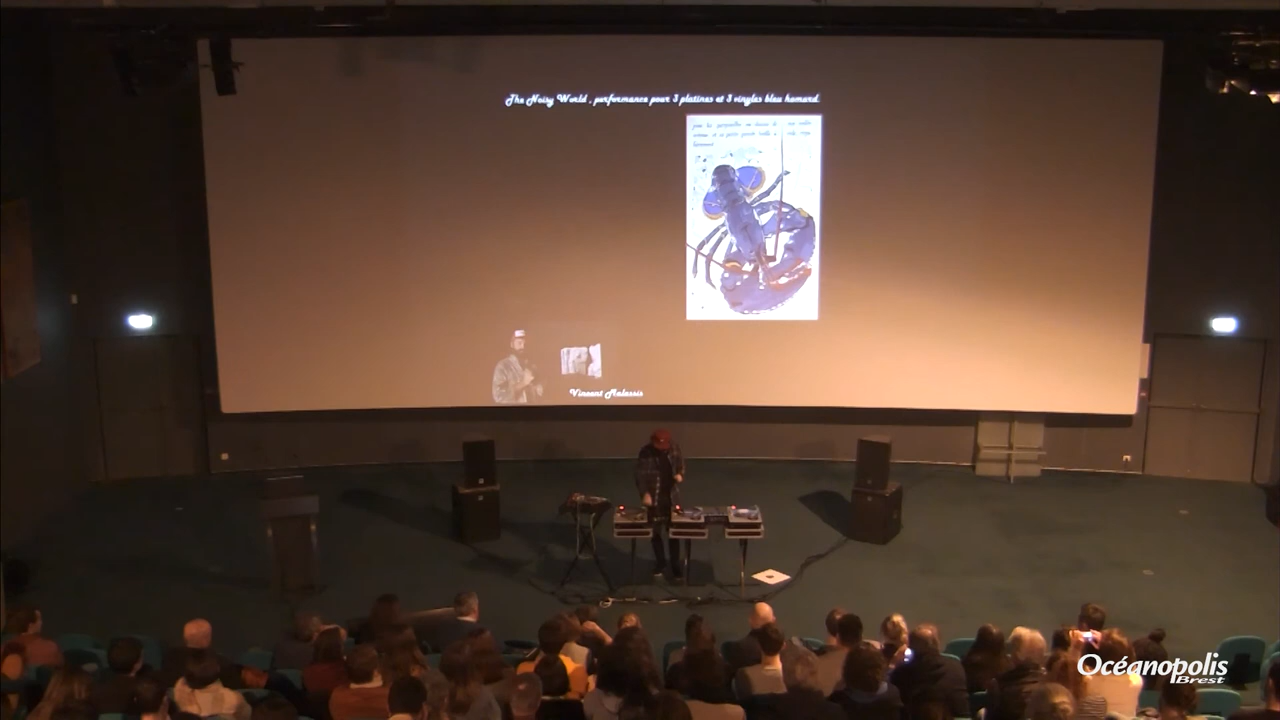 The Noisy World , performance pour 3 platines et 3 vinyles bleu homard.
Vincent Malassis
Océanopolis
Brest